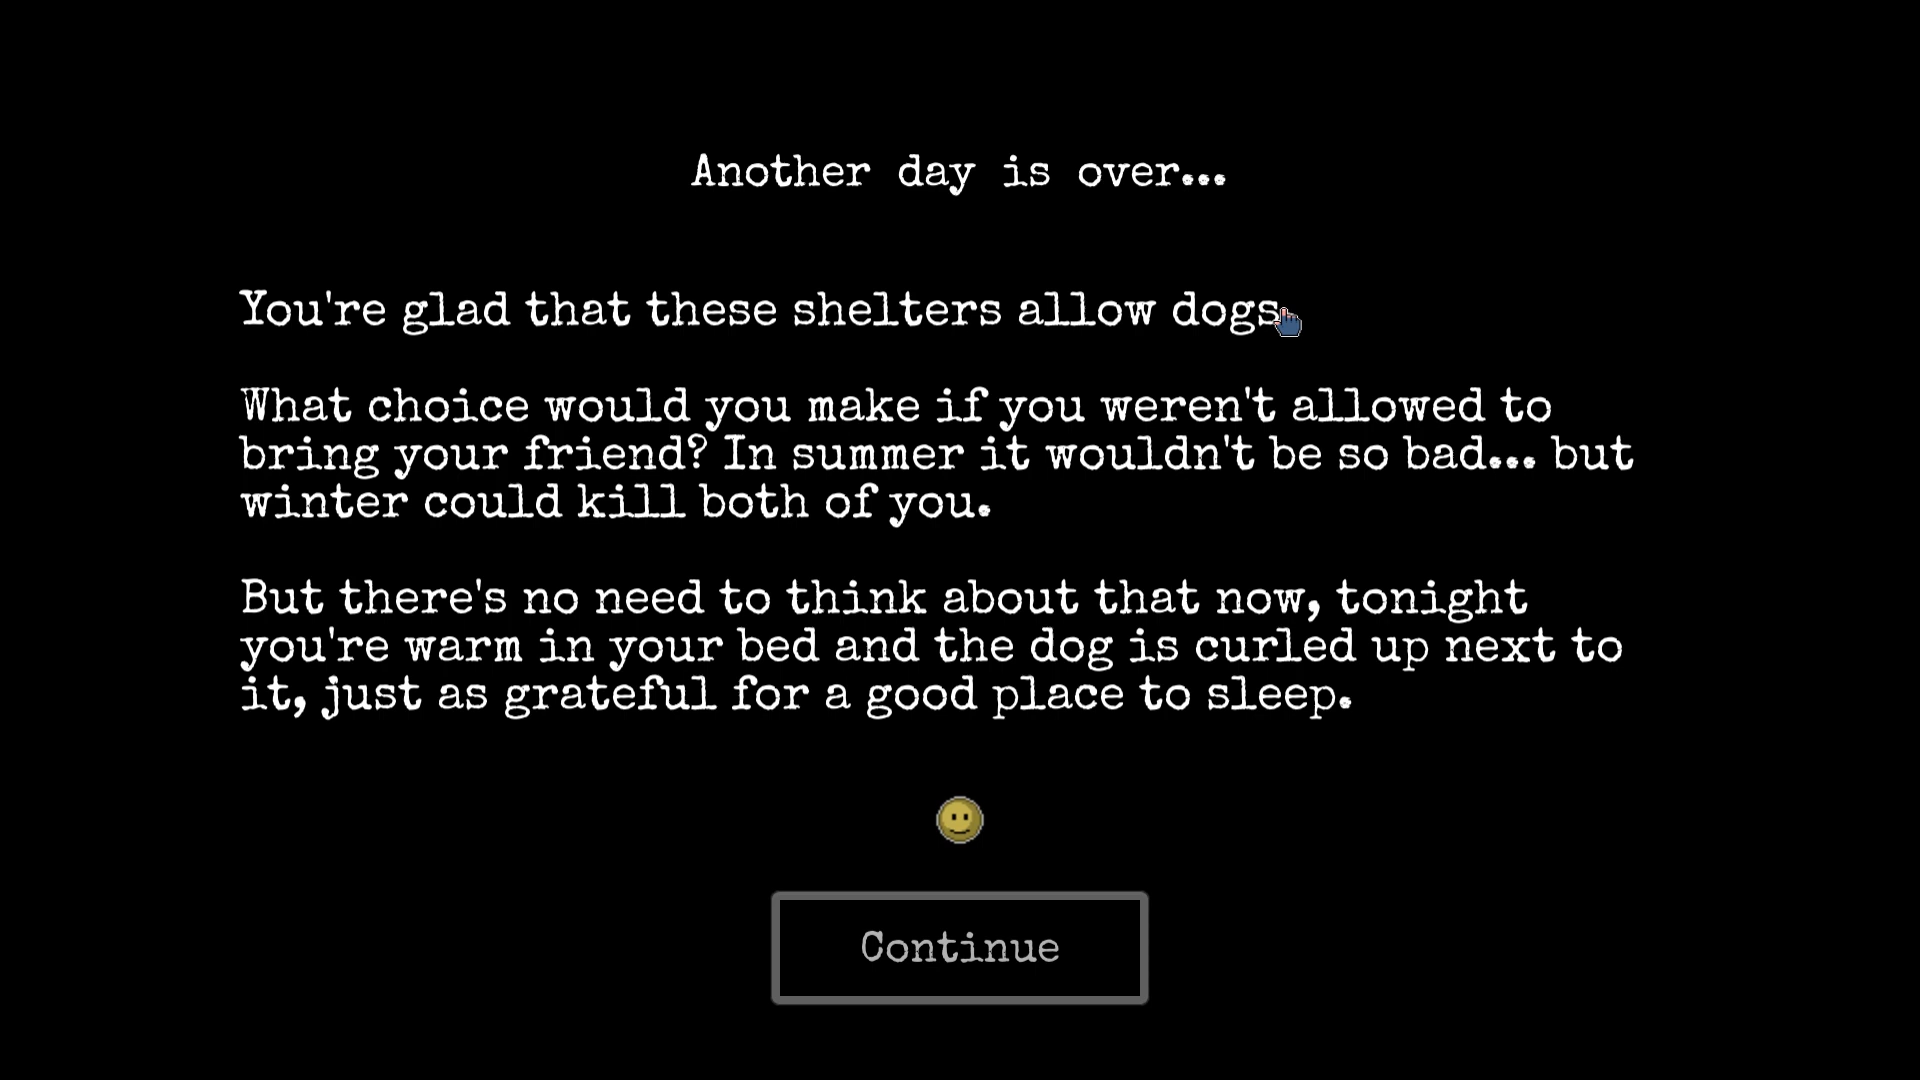 Another day is over...
You're glad that these shelters allow dogs.
What choice would you make if you weren't allowed to
bring your friend? In summer it wouldn't be so bad... but
winter could kill both of you.
But there's no need to think about that now, tonight
you're warm in your bed and the dog is curled up next to
it, just as grateful for a good place to sleep.
Continue